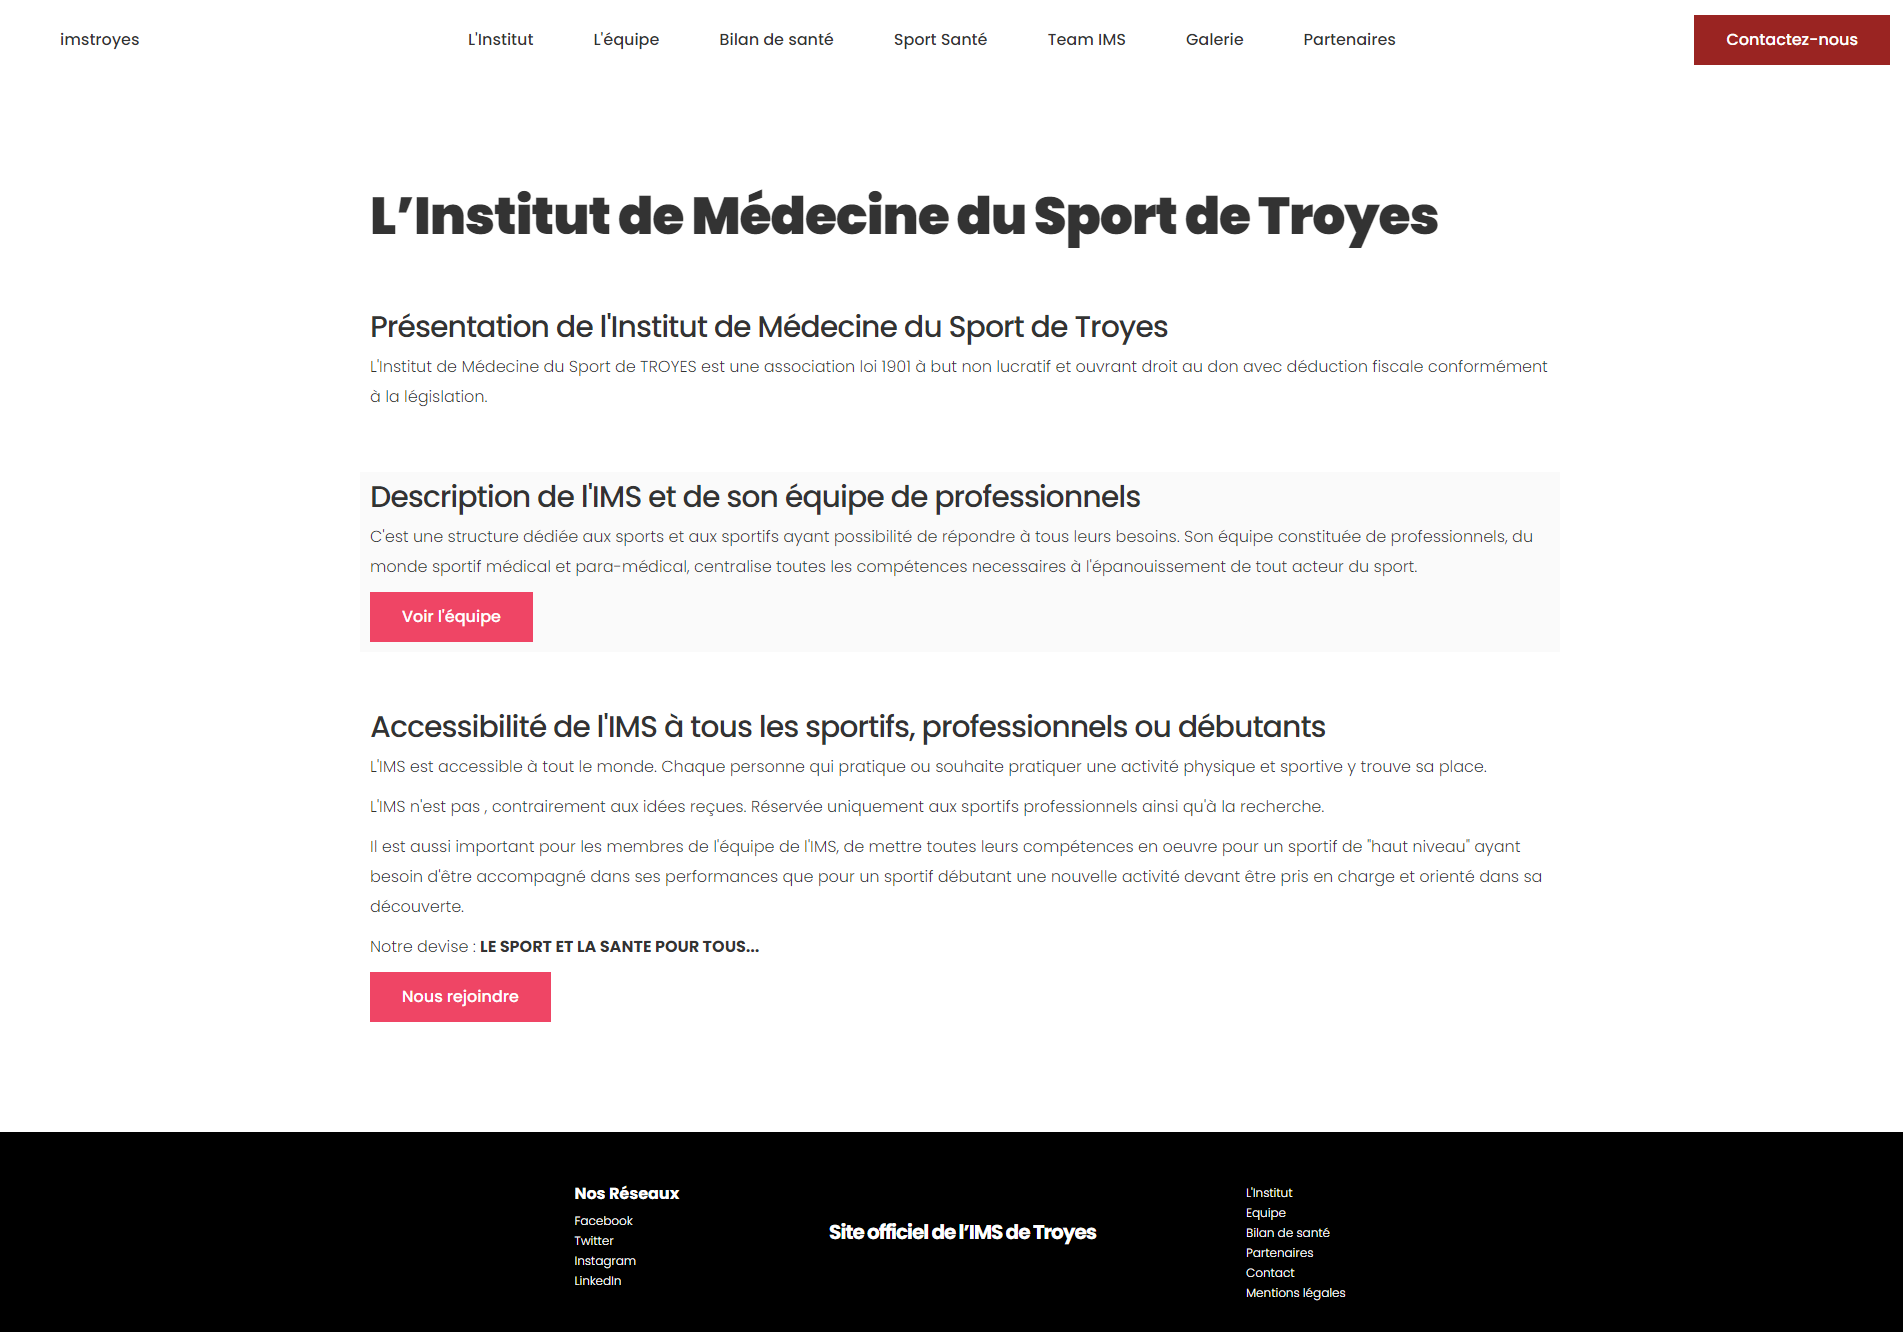 imstroyes
L'Institut
L'équipe
Bilan de santé
Sport Santé
Team IMS
Galerie
Partenaires
Contactez-nous
L’Institut de Médecine du Sport de Troyes
Présentation de l'Institut de Médecine du Sport de Troyes
L'Institut de Médecine du Sport de TROYES est une association loi 1901 à but non lucratif et ouvrant droit au don avec déduction fiscale conformément
à la législation.
Description de l'IMS et de son équipe de professionnels
C'est une structure dédiée aux sports et aux sportifs ayant possibilité de répondre à tous leurs besoins. Son équipe constituée de professionnels, du
monde sportif médical et para-médical, centralise toutes les compétences necessaires à l'épanouissement de tout acteur du sport.
Voir l'équipe
Accessibilité de l'IMS à tous les sportifs, professionnels ou débutants
L'IMS est accessible à tout le monde. Chaque personne qui pratique ou souhaite pratiquer une activité physique et sportive y trouve sa place.
L'IMS n'est pas , contrairement aux idées reçues. Réservée uniquement aux sportifs professionnels ainsi qu'à la recherche.
Il est aussi important pour les membres de l'équipe de l'IMS, de mettre toutes leurs compétences en oeuvre pour un sportif de "haut niveau" ayant
besoin d'être accompagné dans ses performances que pour un sportif débutant une nouvelle activité devant être pris en charge et orienté dans sa
découverte.
Notre devise : LE SPORT ET LA SANTE POUR TOUS...
Nous rejoindre
Nos Réseaux
Facebook
Twitter
Instagram
LinkedIn
Site officiel de l’IMS de Troyes
L'Institut
Equipe
Bilan de santé
Partenaires
Contact
Mentions légales